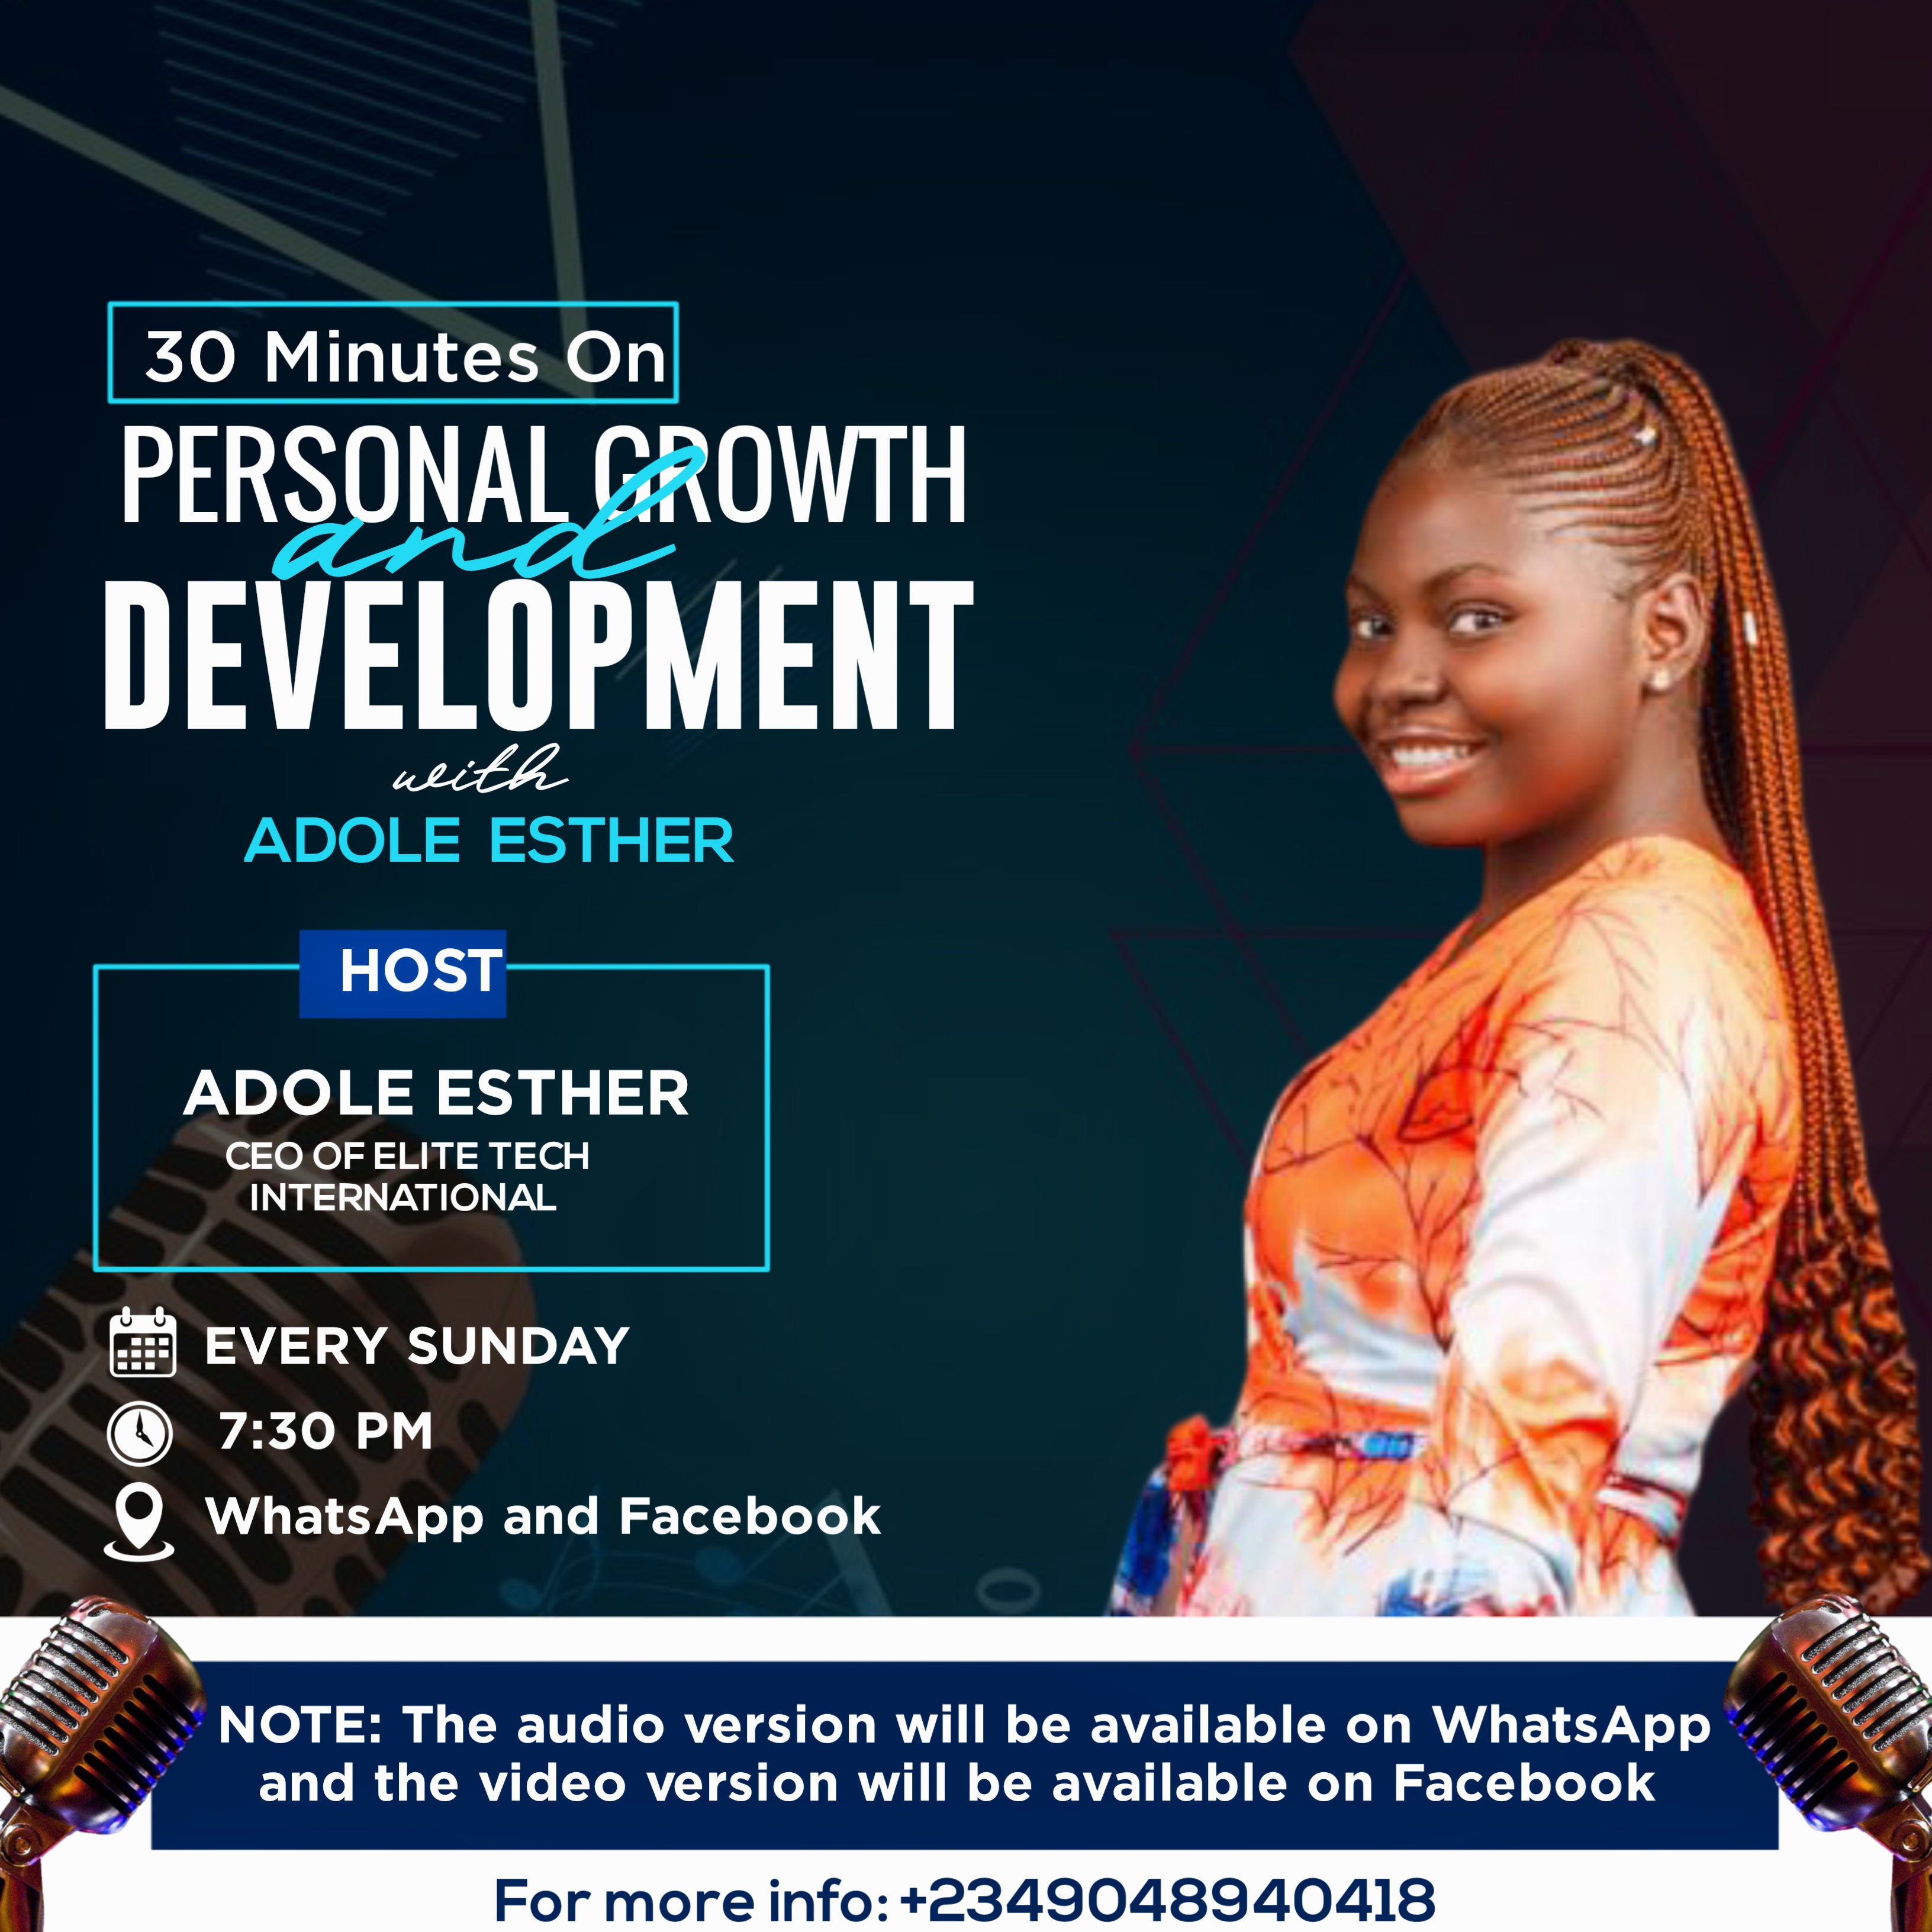 30 Minutes On
PERSONAL GROWTH
and
DEVELOPMENT
with
ADOLE ESTHER
HOST
ADOLE ESTHER
CEO OF ELITE TECH
INTERNATIONAL
EVERY SUNDAY
7:30 PM
WhatsApp and Facebook
NOTE: The audio version will be available on WhatsApp
and the video version will be available on Facebook
For more info: +2349048940418